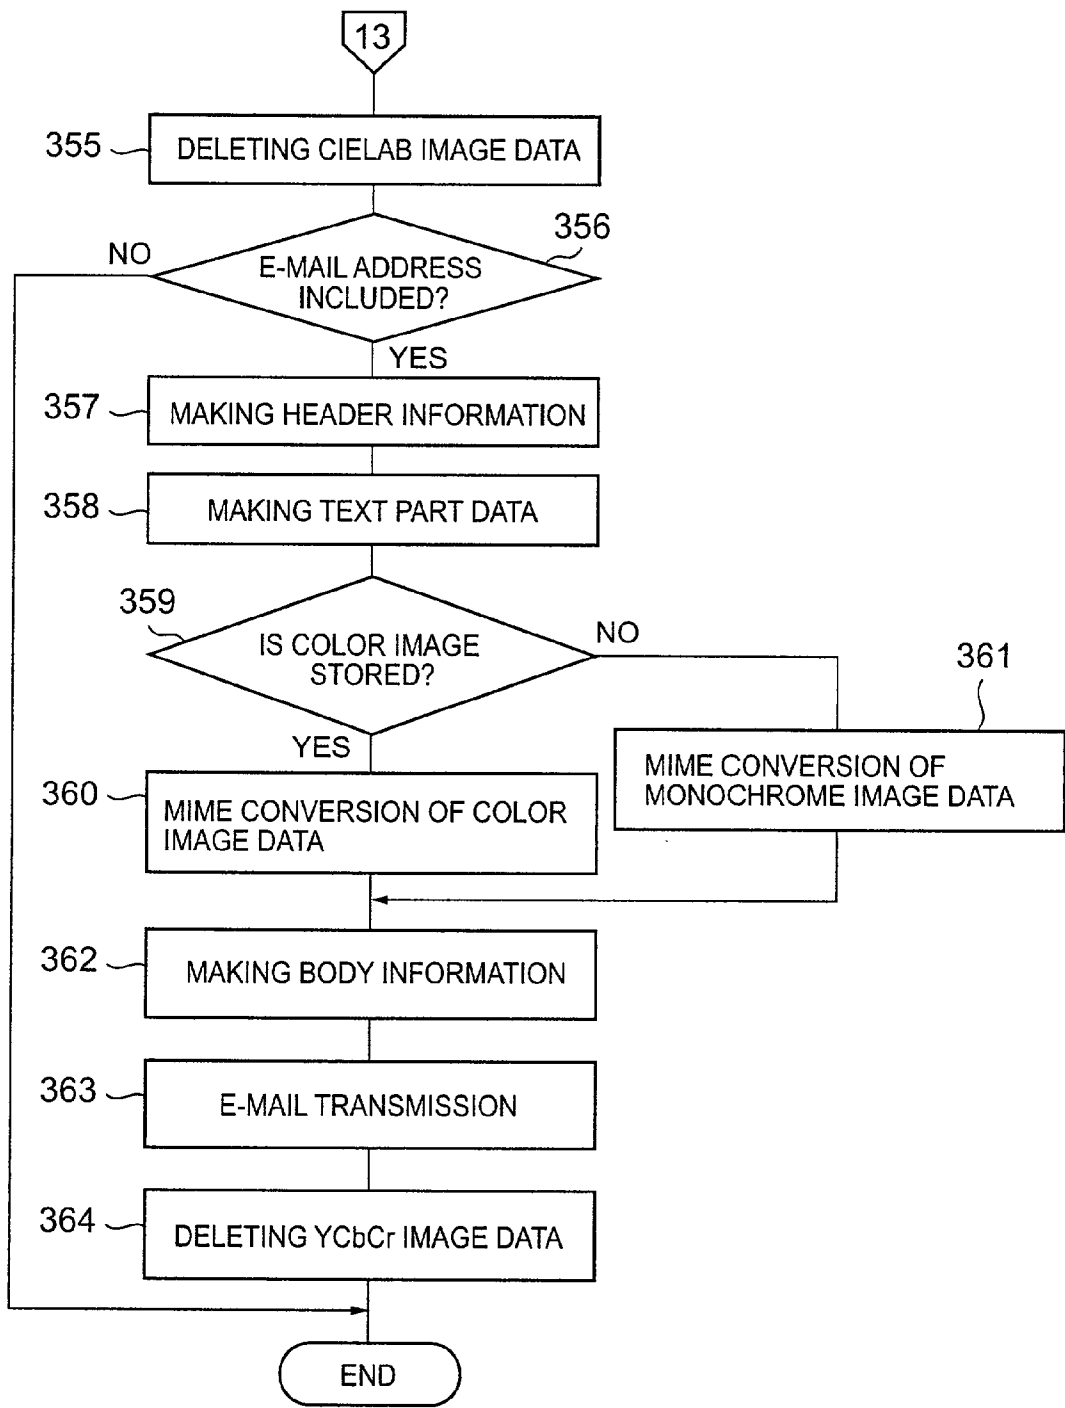 13
355
DELETING CIELAB IMAGE DATA
356
NO
E-MAIL ADDRESS
INCLUDED?
YES
357
MAKING HEADER INFORMATION
358
MAKING TEXT PART DATA
359
IS COLOR IMAGE
STORED?
NO
361
YES
MIME CONVERSION OF
MONOCHROME IMAGE DATA
360
MIME CONVERSION OF COLOR
IMAGE DATA
362
MAKING BODY INFORMATION
363
E-MAIL TRANSMISSION
364
DELETING YCbCr IMAGE DATA
END